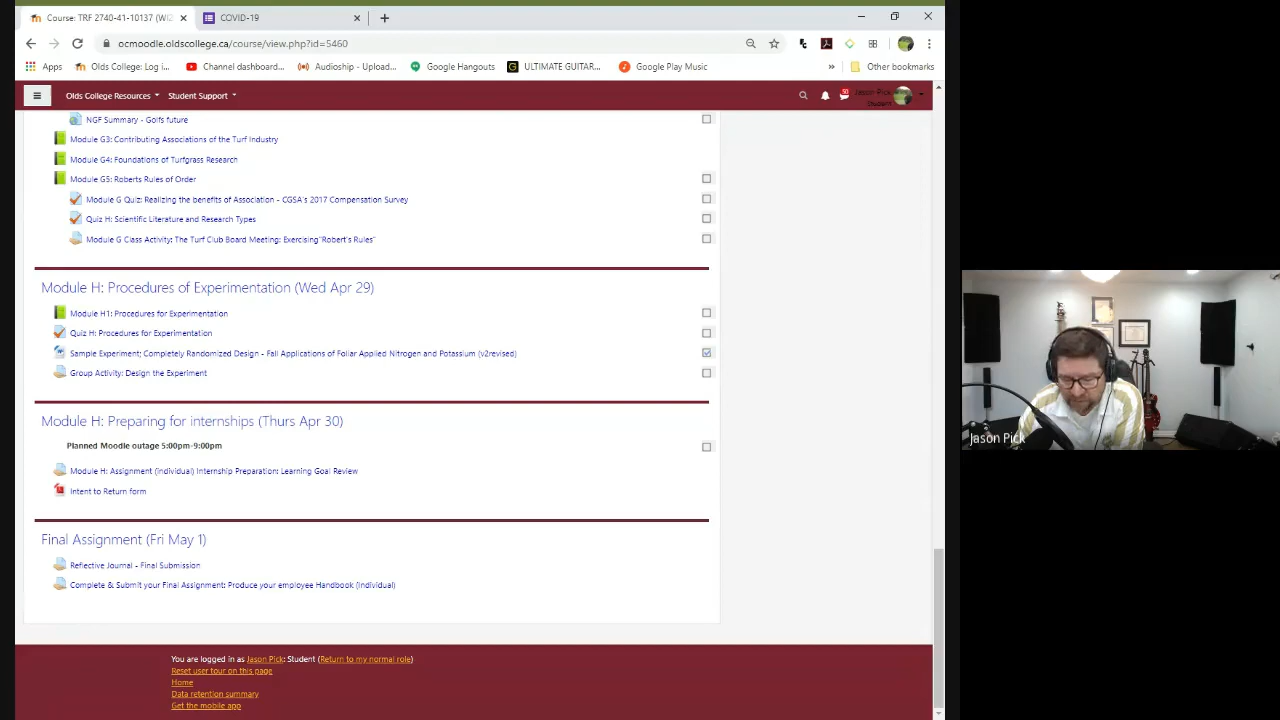 Course: TRF 2740-41-10137 (WI2
COVID-19
ocmoodle.oldscollege.ca/course/view.php?id=5460
Apps
Olds College: Log i...
Channel dashboard...
Audioship - Upload...
Google Hangouts
ULTIMATE GUITAR...
Google Play Music
»
Other bookmarks
Olds College Resources
Student Support
50
Jason Pick
Student
NGF Summary - Golfs future
Module G3: Contributing Associations of the Turf Industry
Module G4: Foundations of Turfgrass Research
Module G5: Roberts Rules of Order
Module G Quiz: Realizing the benefits of Association - CGSA's 2017 Compensation Survey
Quiz H: Scientific Literature and Research Types
Module G Class Activity: The Turf Club Board Meeting: Exercising"Robert's Rules"
Module H: Procedures of Experimentation (Wed Apr 29)
Module H1: Procedures for Experimentation
Quiz H: Procedures for Experimentation
Sample Experiment; Completely Randomized Design - Fall Applications of Foliar Applied Nitrogen and Potassium (v2revised)
Group Activity: Design the Experiment
Module H: Preparing for internships (Thurs Apr 30)
Planned Moodle outage 5:00pm-9:00pm
Module H: Assignment (individual) Internship Preparation: Learning Goal Review
Intent to Return form
Final Assignment (Fri May 1)
Reflective Journal - Final Submission
Complete & Submit your Final Assignment: Produce your employee Handbook (Individual)
You are logged in as Jason Pick: Student (Return to my normal role)
Reset user tour on this page
Home
Data retention summary
Get the mobile app
Jason Pick